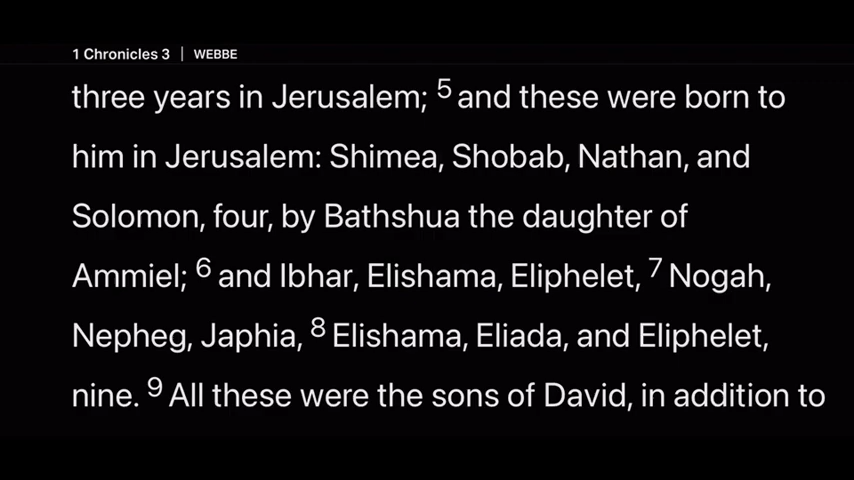 1 Chronicles 3 | WEBBE
three years in Jerusalem; 5 and these were born to
him in Jerusalem: Shimea, Shobab, Nathan, and
Solomon, four, by Bathshua the daughter of
Ammiel; 6 and Ibhar, Elishama, Eliphelet, 7 Nogah,
Nepheg, Japhia, 8 Elishama, Eliada, and Eliphelet,
nine. 9 All these were the sons of David, in addition to